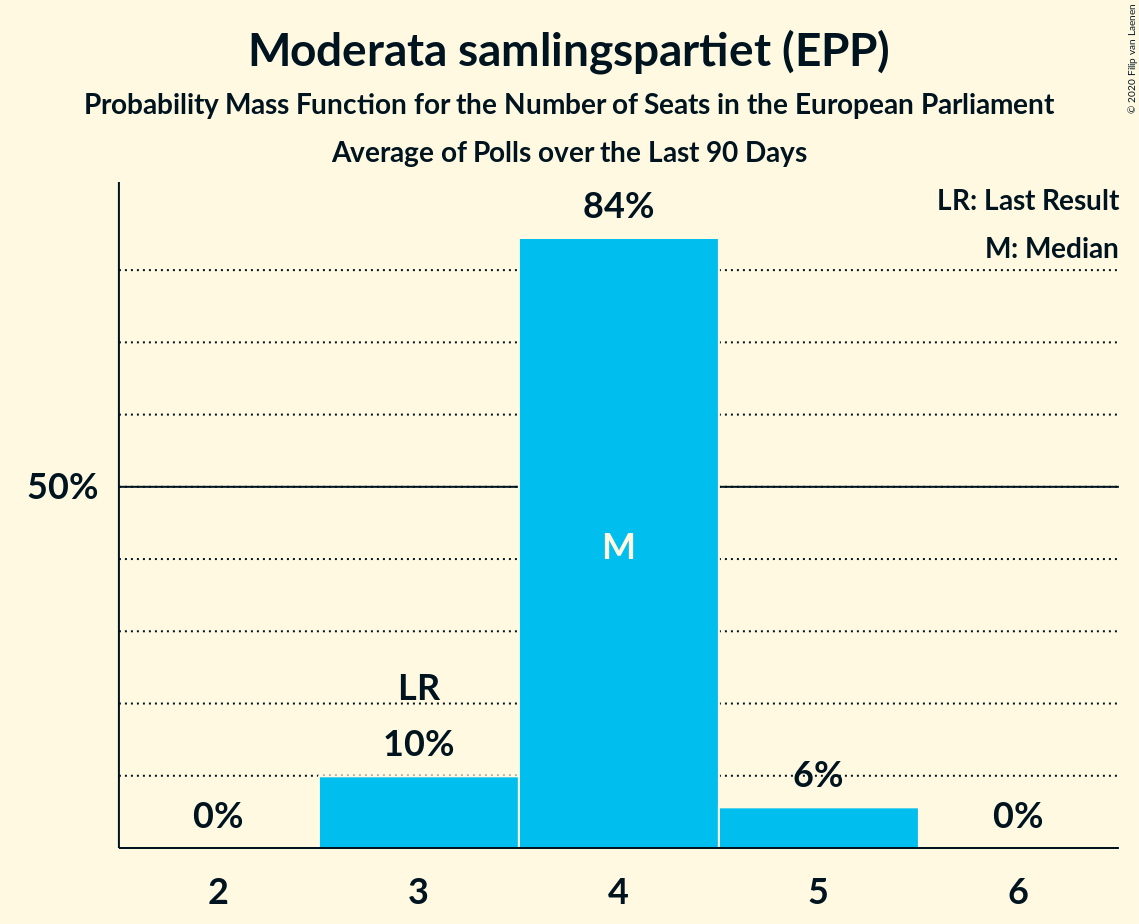 Moderata samlingspartiet (EPP)
Probability Mass Function for the Number of Seats in the European Parliament
Average of Polls over the Last 90 Days
© 2020 Filip van Laenen
LR: Last Result
M: Median
84%
50%
M
LR
10%
6%
0%
0%
2 3 4 5 6